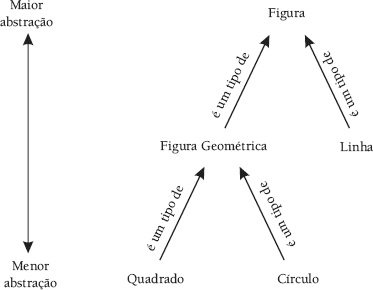 Maior
abstração
Figura
é um tipo de
é um tipo de
Figura Geométrica
Linha
é um tipo de
é um tipo de
Menor
abstração
Quadrado
Círculo